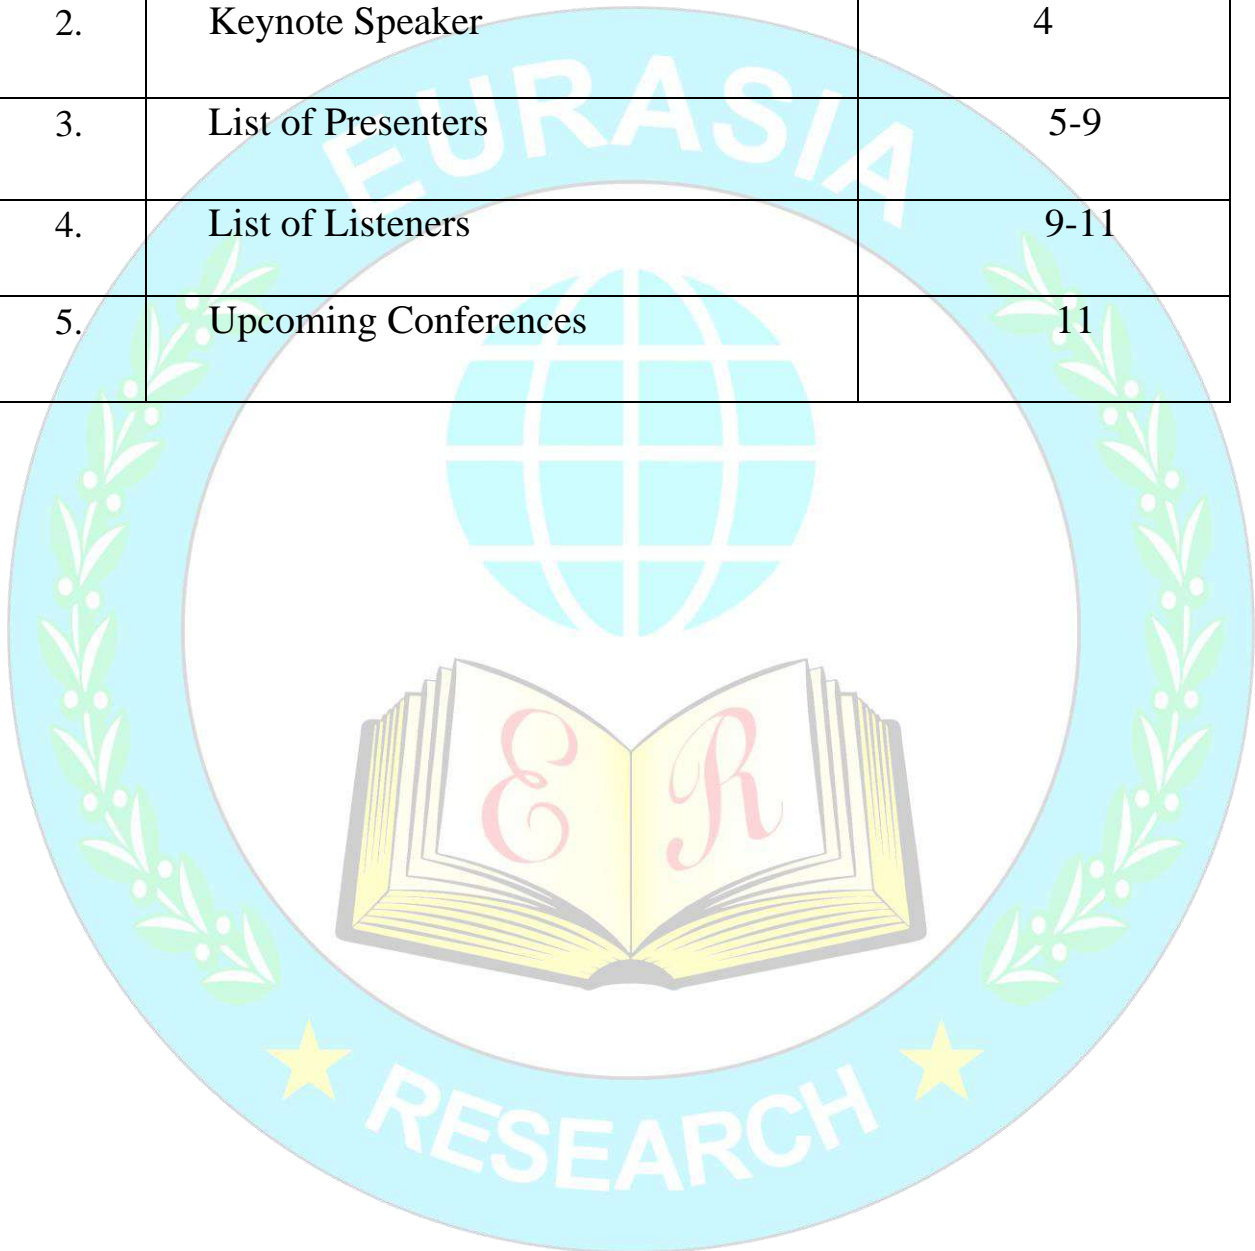 2. Keynote Speaker 4
3. List of Presenters 5-9
4. List of Listeners 9-11
5. Upcoming Conferences 11
EURASIA
E R
RESEARCH